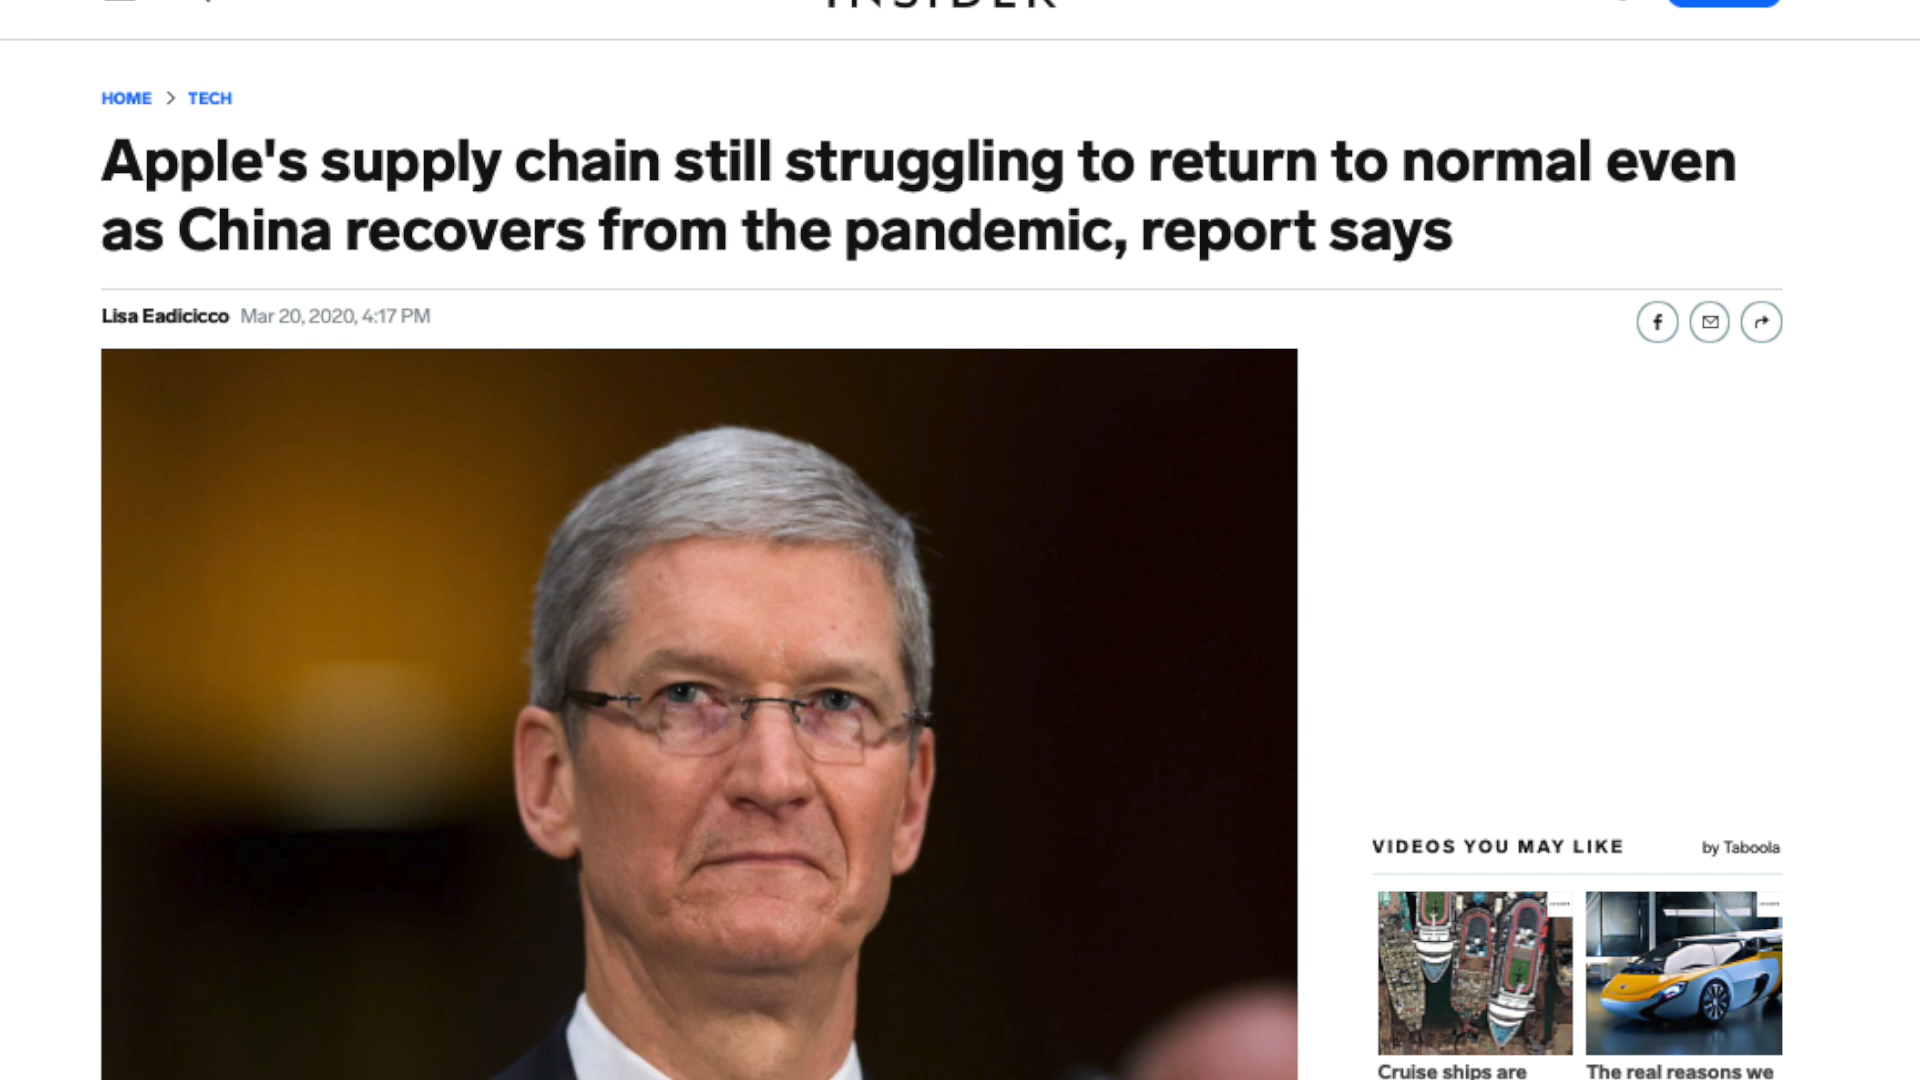 INSIDER
HOME > TECH
Apple's supply chain still struggling to return to normal even
as China recovers from the pandemic, report says
Lisa Eadicicco Mar 20, 2020, 4:17 PM
VIDEOS YOU MAY LIKE by Taboola
Cruise ships are
The real reasons we